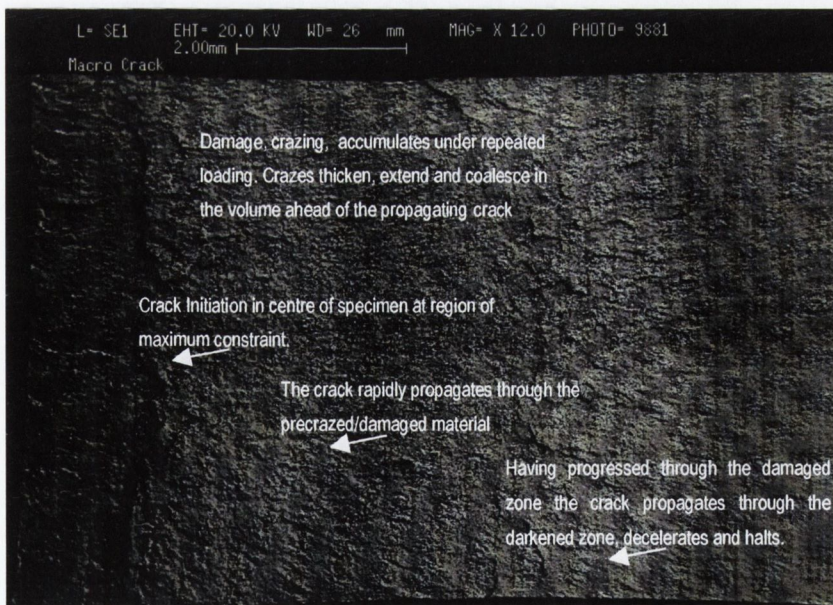 L= SE1 EHT= 20.0 KV WD= 26 mm MAG= X 12.0 PHOTO= 9881
2.00mm
Macro Crack
Damage, crazing, accumulates under repeated
loading. Crazes thicken, extend and coalesce in
the volume ahead of the propagating crack
Crack Initiation in centre of specimen at region of
maximum constraint.
The crack rapidly propagates through the
precrazed/damaged material
Having progressed through the damaged
zone the crack propagates through the
darkened zone, decelerates and halts.